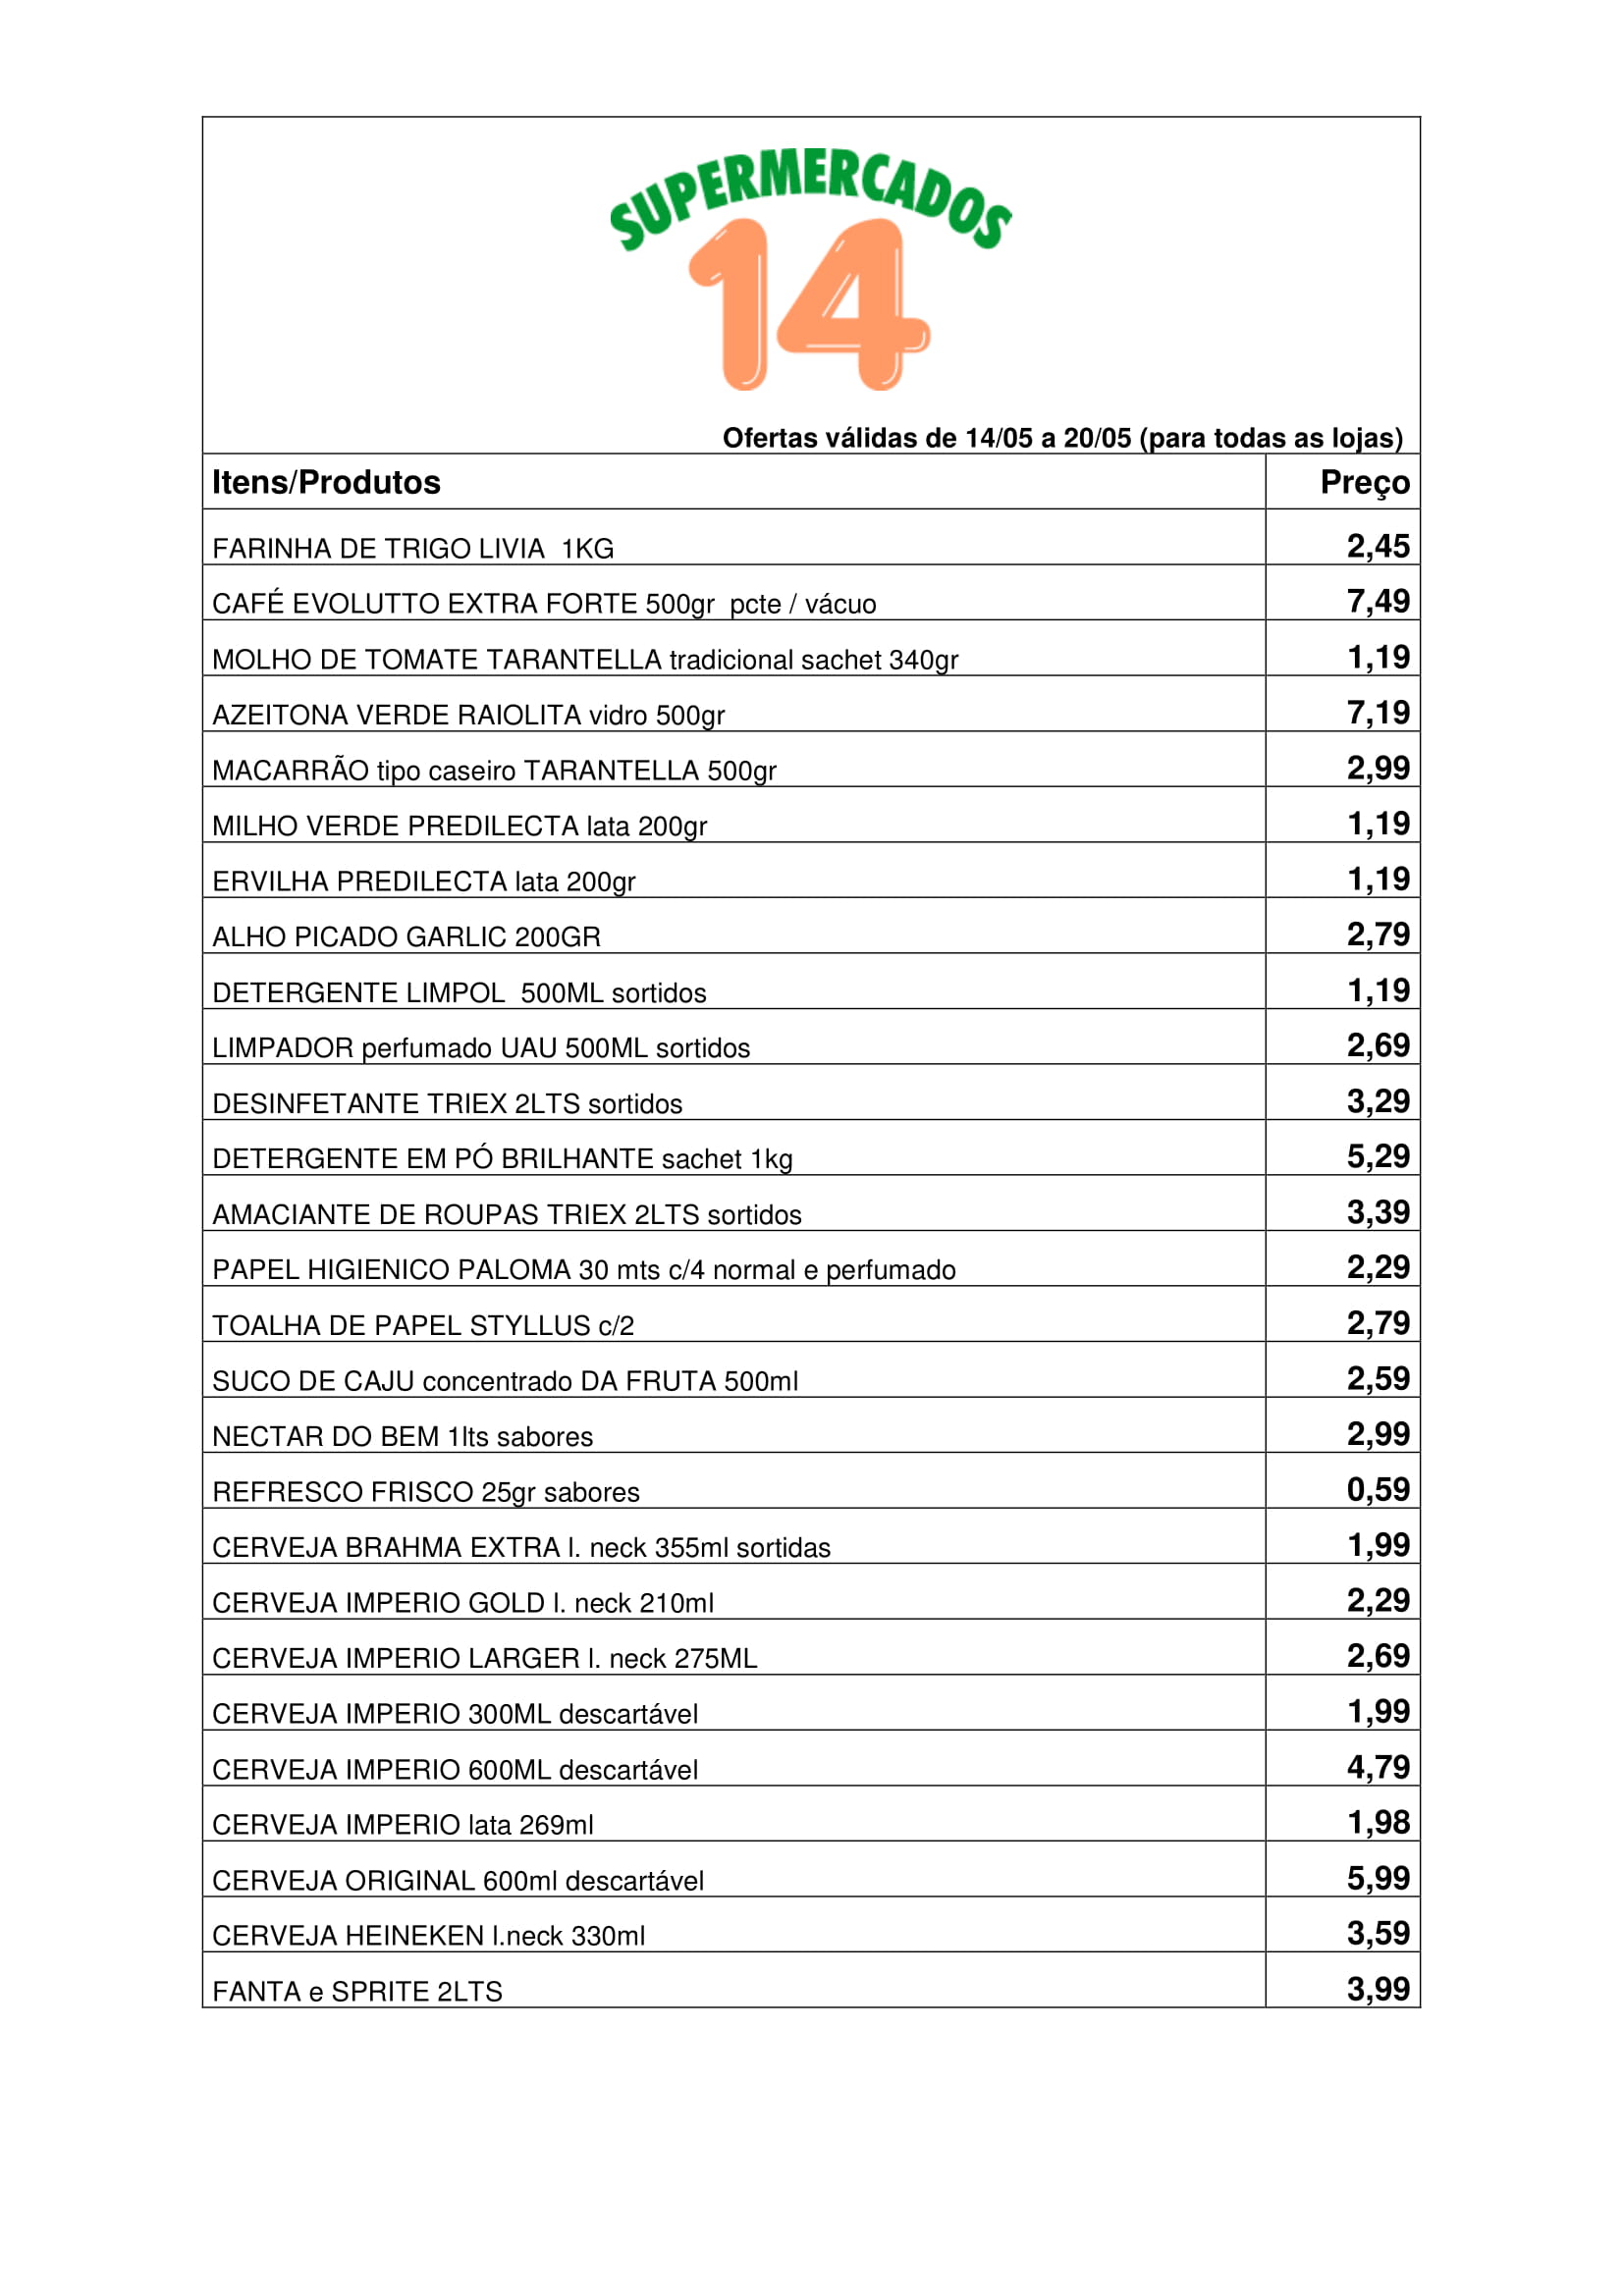 SUPERMERCADOS
14
Ofertas válidas de 14/05 a 20/05 (para todas as lojas)
Itens/Produtos Preço
FARINHA DE TRIGO LIVIA  1KG 2,45
CAFÉ EVOLUTTO EXTRA FORTE 500gr  pcte / vácuo 7,49
MOLHO DE TOMATE TARANTELLA tradicional sachet 340gr 1,19
AZEITONA VERDE RAIOLITA vidro 500gr 7,19
MACARRÃO tipo caseiro TARANTELLA 500gr 2,99
MILHO VERDE PREDILECTA lata 200gr 1,19
ERVILHA PREDILECTA lata 200gr 1,19
ALHO PICADO GARLIC 200GR 2,79
DETERGENTE LIMPOL  500ML sortidos 1,19
LIMPADOR perfumado UAU 500ML sortidos 2,69
DESINFETANTE TRIEX 2LTS sortidos 3,29
DETERGENTE EM PÓ BRILHANTE sachet 1kg 5,29
AMACIANTE DE ROUPAS TRIEX 2LTS sortidos 3,39
PAPEL HIGIENICO PALOMA 30 mts c/4 normal e perfumado 2,29
TOALHA DE PAPEL STYLLUS c/2 2,79
SUCO DE CAJU concentrado DA FRUTA 500ml 2,59
NECTAR DO BEM 1lts sabores 2,99
REFRESCO FRISCO 25gr sabores 0,59
CERVEJA BRAHMA EXTRA l. neck 355ml sortidas 1,99
CERVEJA IMPERIO GOLD l. neck 210ml 2,29
CERVEJA IMPERIO LARGER l. neck 275ML 2,69
CERVEJA IMPERIO 300ML descartável 1,99
CERVEJA IMPERIO 600ML descartável 4,79
CERVEJA IMPERIO lata 269ml 1,98
CERVEJA ORIGINAL 600ml descartável 5,99
CERVEJA HEINEKEN l.neck 330ml 3,59
FANTA e SPRITE 2LTS 3,99